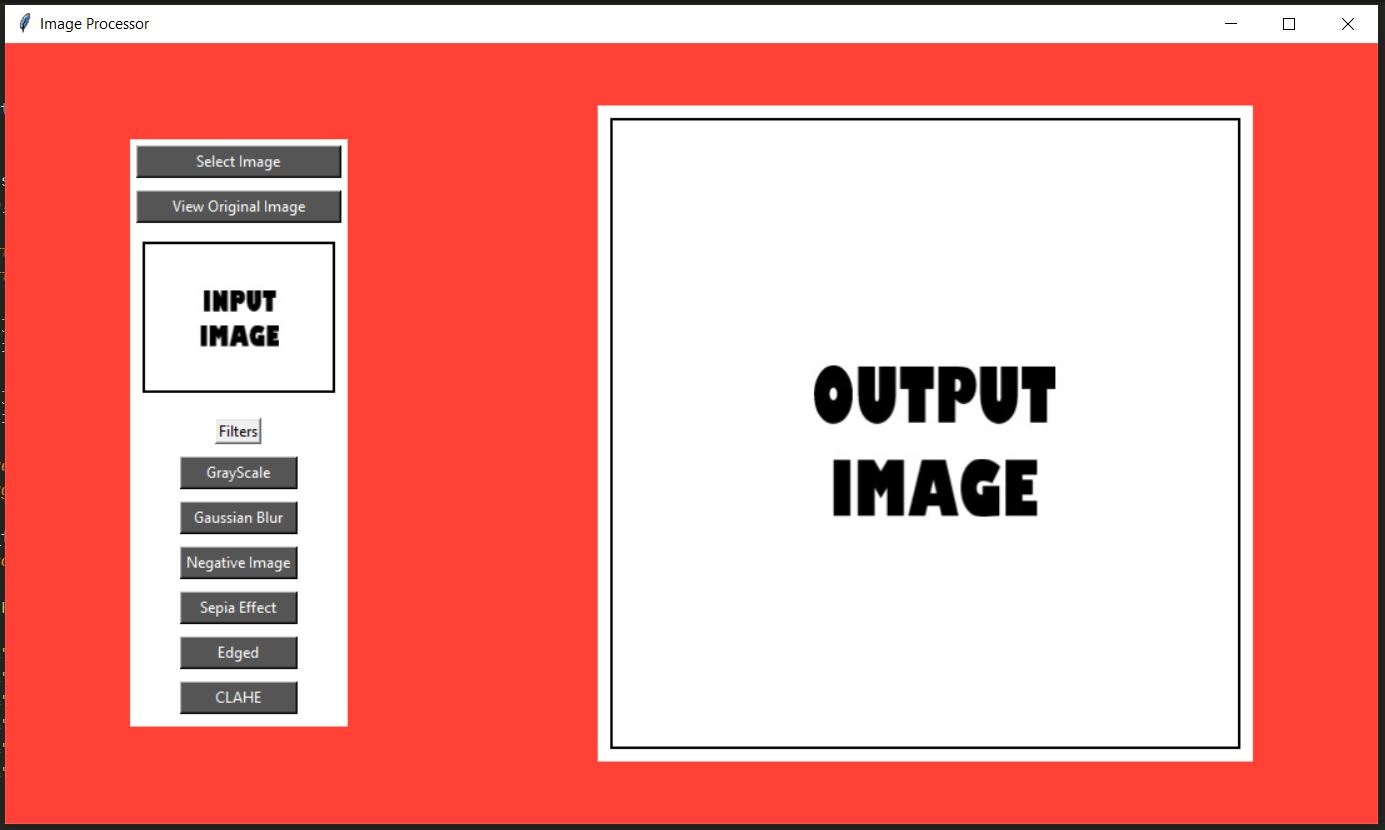 Image Processor
Select Image
View Original Image
INPUT
IMAGE
Filters
GrayScale
Gaussian Blur
Negative Image
Sepia Effect
Edged
CLAHE
OUTPUT
IMAGE